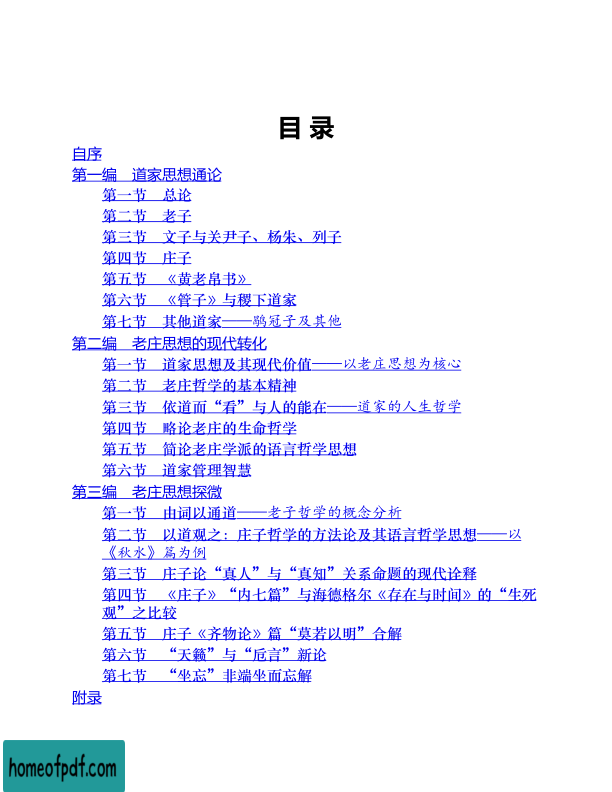 目 录
自序
第一编　道家思想通论
第一节　总论
第二节　老子
第三节　文子与关尹子、杨朱、列子
第四节　庄子
第五节　《黄老帛书》
第六节　《管子》与稷下道家
第七节　其他道家——鹖冠子及其他
第二编　老庄思想的现代转化
第一节　道家思想及其现代价值——以老庄思想为核心
第二节　老庄哲学的基本精神
第三节　依道而“看”与人的能在——道家的人生哲学
第四节　略论老庄的生命哲学
第五节　简论老庄学派的语言哲学思想
第六节　道家管理智慧
第三编　老庄思想探微
第一节　由词以通道——老子哲学的概念分析
第二节　以道观之：庄子哲学的方法论及其语言哲学思想——以
《秋水》篇为例
第三节　庄子论“真人”与“真知”关系命题的现代诠释
第四节　《庄子》“内七篇”与海德格尔《存在与时间》的“生死
观”之比较
第五节　庄子《齐物论》篇“莫若以明”合解
第六节　“天籁”与“卮言”新论
第七节　“坐忘”非端坐而忘解
附录
homeofpdf.com